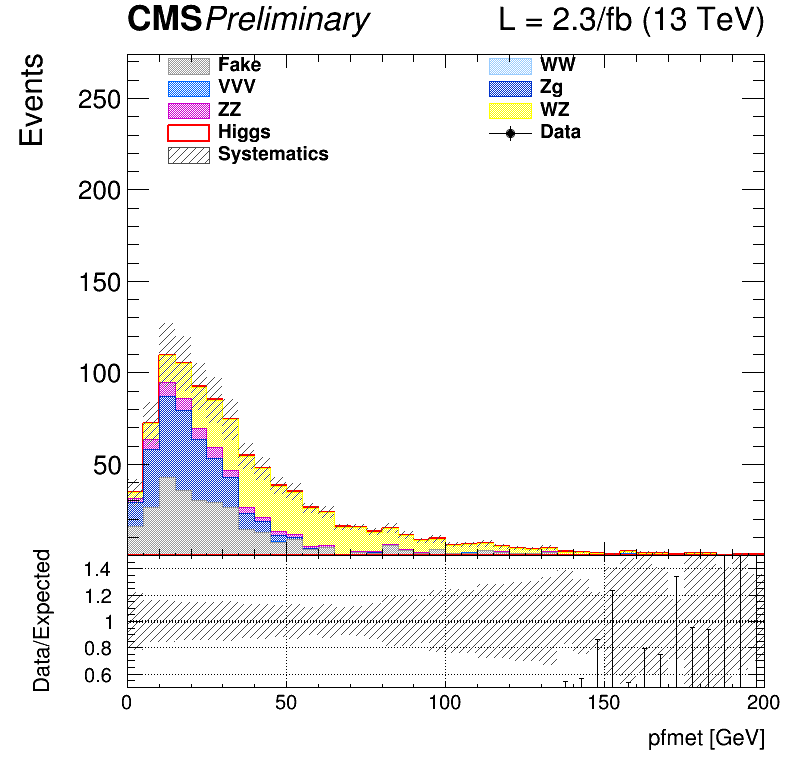 CMS Preliminary L = 2.3/fb (13 TeV)
Events
Fake WW
VVV Zg
ZZ WZ
Higgs Data
Systematics
250
200
150
100
50
Data/Expected
1.4
1.2
1
0.8
0.6
0 50 100 150 200
pfmet [GeV]